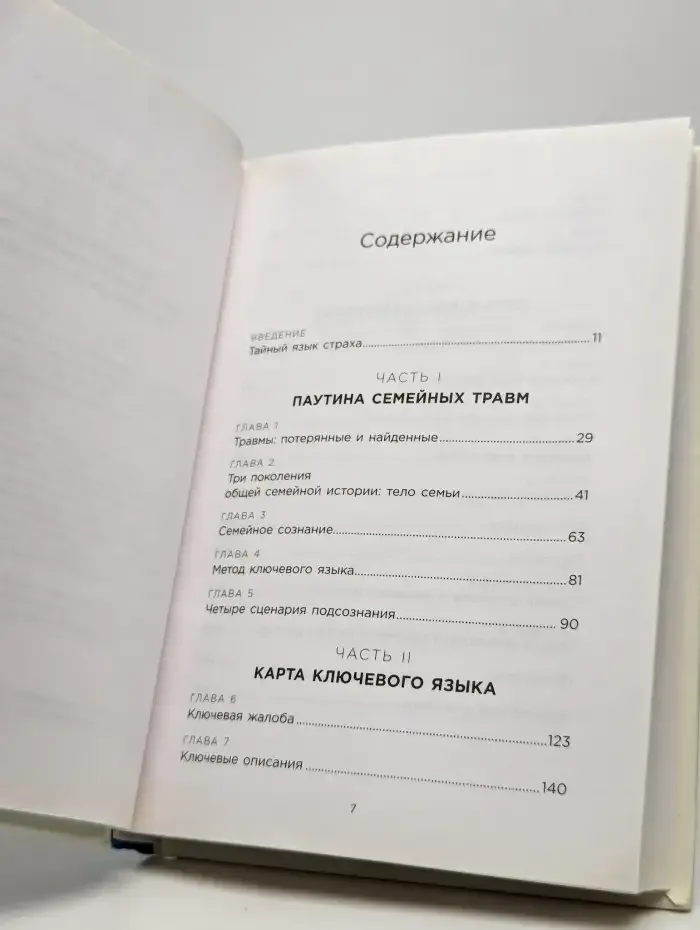 Содержание
ВВЕДЕНИЕ
Тайный язык страха 11
ЧАСТЬ I
ПАУТИНА СЕМЕЙНЫХ ТРАВМ
ГЛАВА 1
Травмы: потерянные и найденные 29
ГЛАВА 2
Три поколения
общей семейной истории: тело семьи 41
ГЛАВА 3
Семейное сознание 63
ГЛАВА 4
Метод ключевого языка 81
ГЛАВА 5
Четыре сценария подсознания 90
ЧАСТЬ II
КАРТА КЛЮЧЕВОГО ЯЗЫКА
ГЛАВА 6
Ключевая жалоба 123
ГЛАВА 7
Ключевые описания 140
7